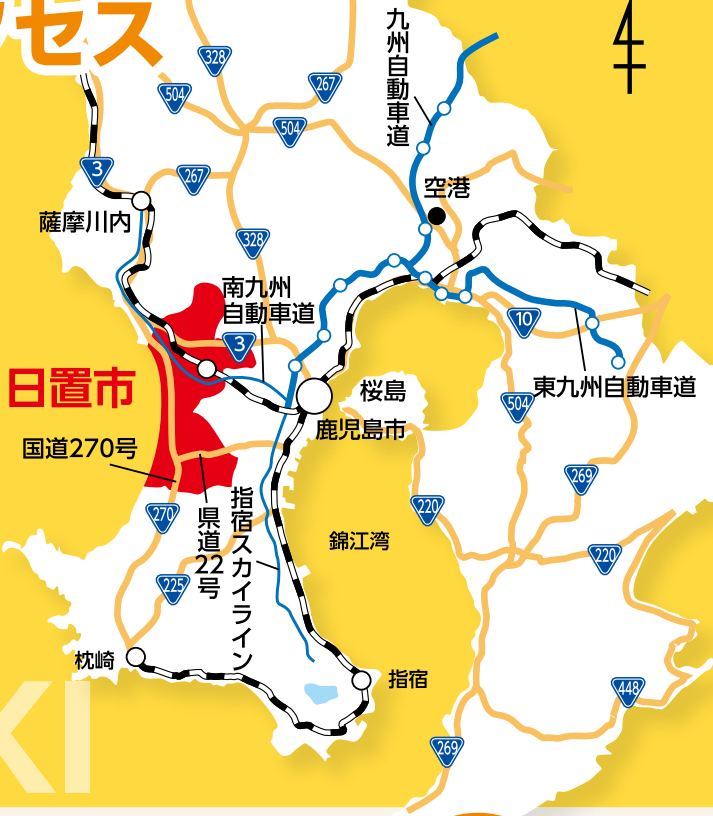 セス
九州自動車道
328
504
267
504
3
267
空港
薩摩川内
328
南九州
自動車道
3
10
日置市
桜島
504
東九州自動車道
鹿児島市
国道270号
269
指宿スカイライン
270
県道22号
220
錦江湾
220
225
枕崎
指宿
448
KI
269